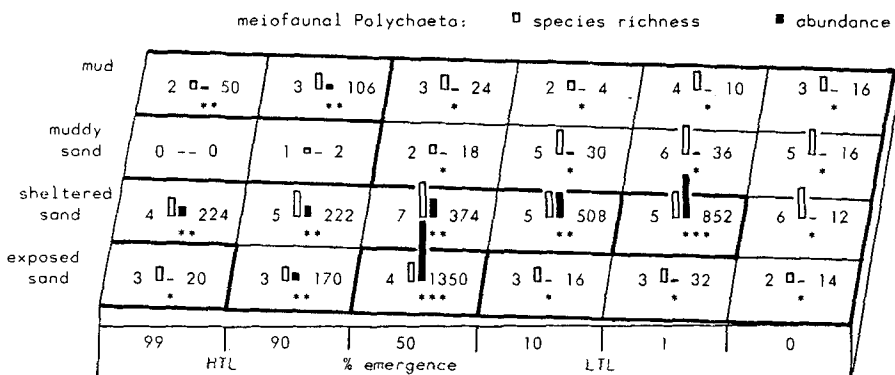 meiofaunal Polychaeta: species richness abundance
mud
2 - 50 3 106 3 - 24 2 - 4 4 - 10 3 - 16
** ** * * * *
muddy
sand
0 -- 0 1 - 2 2 - 18 5 - 30 6 - 36 5 - 16
* * * *
sheltered
sand
4 224 5 222 7 374 5 508 5 852 6 - 12
** ** ** ** *** *
exposed
sand
3 - 20 3 170 4 1350 3 - 16 3 - 32 2 - 14
* ** *** * * *
99 90 50 10 1 0
HTL % emergence LTL